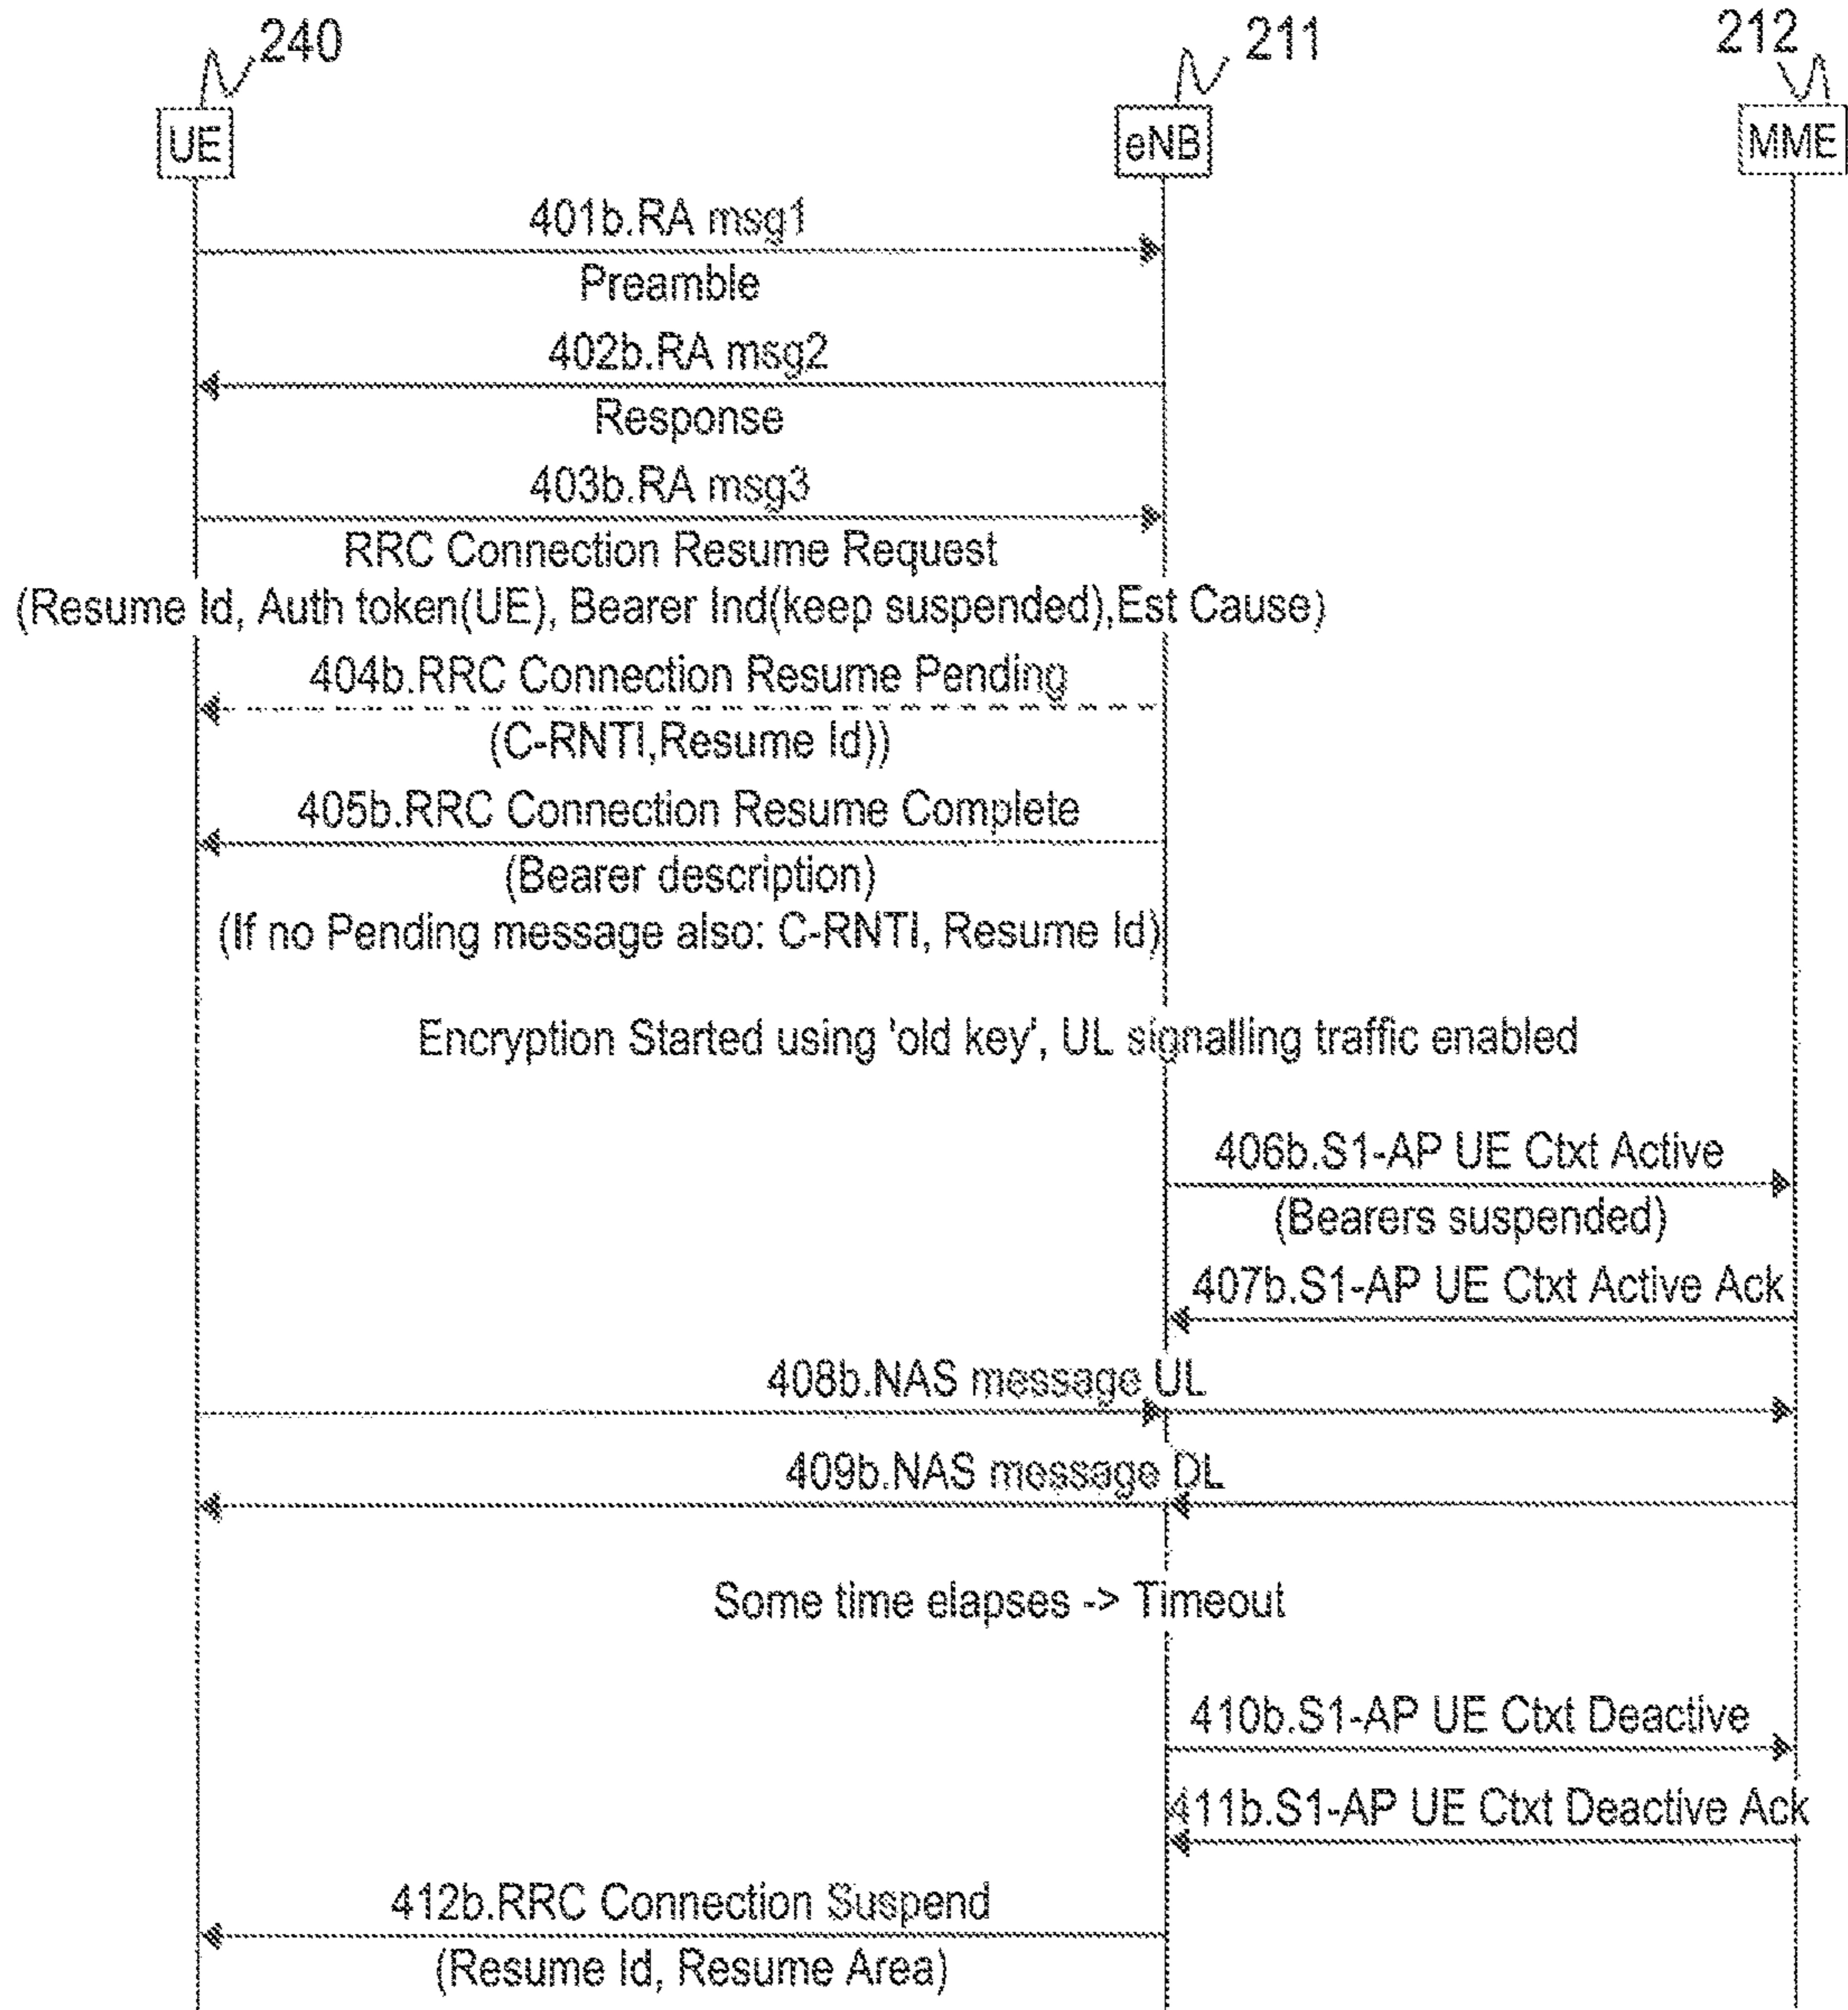 240
211
212
UE
eNB
MME
401b.RA msg1
Preamble
402b.RA msg2
Response
403b.RA msg3
RRC Connection Resume Request
(Resume Id, Auth token(UE), Bearer Ind(keep suspended),Est Cause)
404b.RRC Connection Resume Pending
(C-RNTI,Resume Id))
405b.RRC Connection Resume Complete
(Bearer description)
(If no Pending message also: C-RNTI, Resume Id)
Encryption Started using 'old key', UL signalling traffic enabled
406b.S1-AP UE Ctxt Active
(Bearers suspended)
407b.S1-AP UE Ctxt Active Ack
408b.NAS message UL
409b.NAS message DL
Some time elapses -> Timeout
410b.S1-AP UE Ctxt Deactive
411b.S1-AP UE Ctxt Deactive Ack
412b.RRC Connection Suspend
(Resume Id, Resume Area)